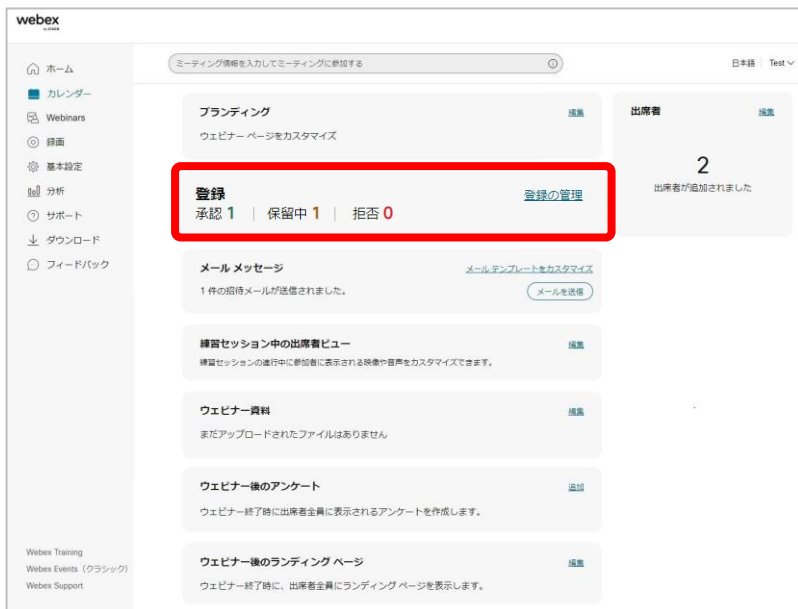 webex
by CISCO
ミーティング情報を入力してミーティングに参加する
日本語
Test
ホーム
カレンダー
Webinars
録画
基本設定
分析
サポート
ダウンロード
フィードバック
Webex Training
Webex Events（クラシック）
Webex Support
ブランディング 編集
ウェビナー ページをカスタマイズ
登録 登録の管理
承認 1 | 保留中 1 | 拒否 0
メール メッセージ メール テンプレートをカスタマイズ
1 件の招待メールが送信されました。 メールを送信
練習セッション中の出席者ビュー 編集
練習セッションの進行中に参加者に表示される映像や音声をカスタマイズできます。
ウェビナー資料 編集
まだアップロードされたファイルはありません
ウェビナー後のアンケート 追加
ウェビナー終了時に出席者全員に表示されるアンケートを作成します。
ウェビナー後のランディング ページ 編集
ウェビナー終了時に、出席者全員にランディング ページを表示します。
出席者 編集
2
出席者が追加されました